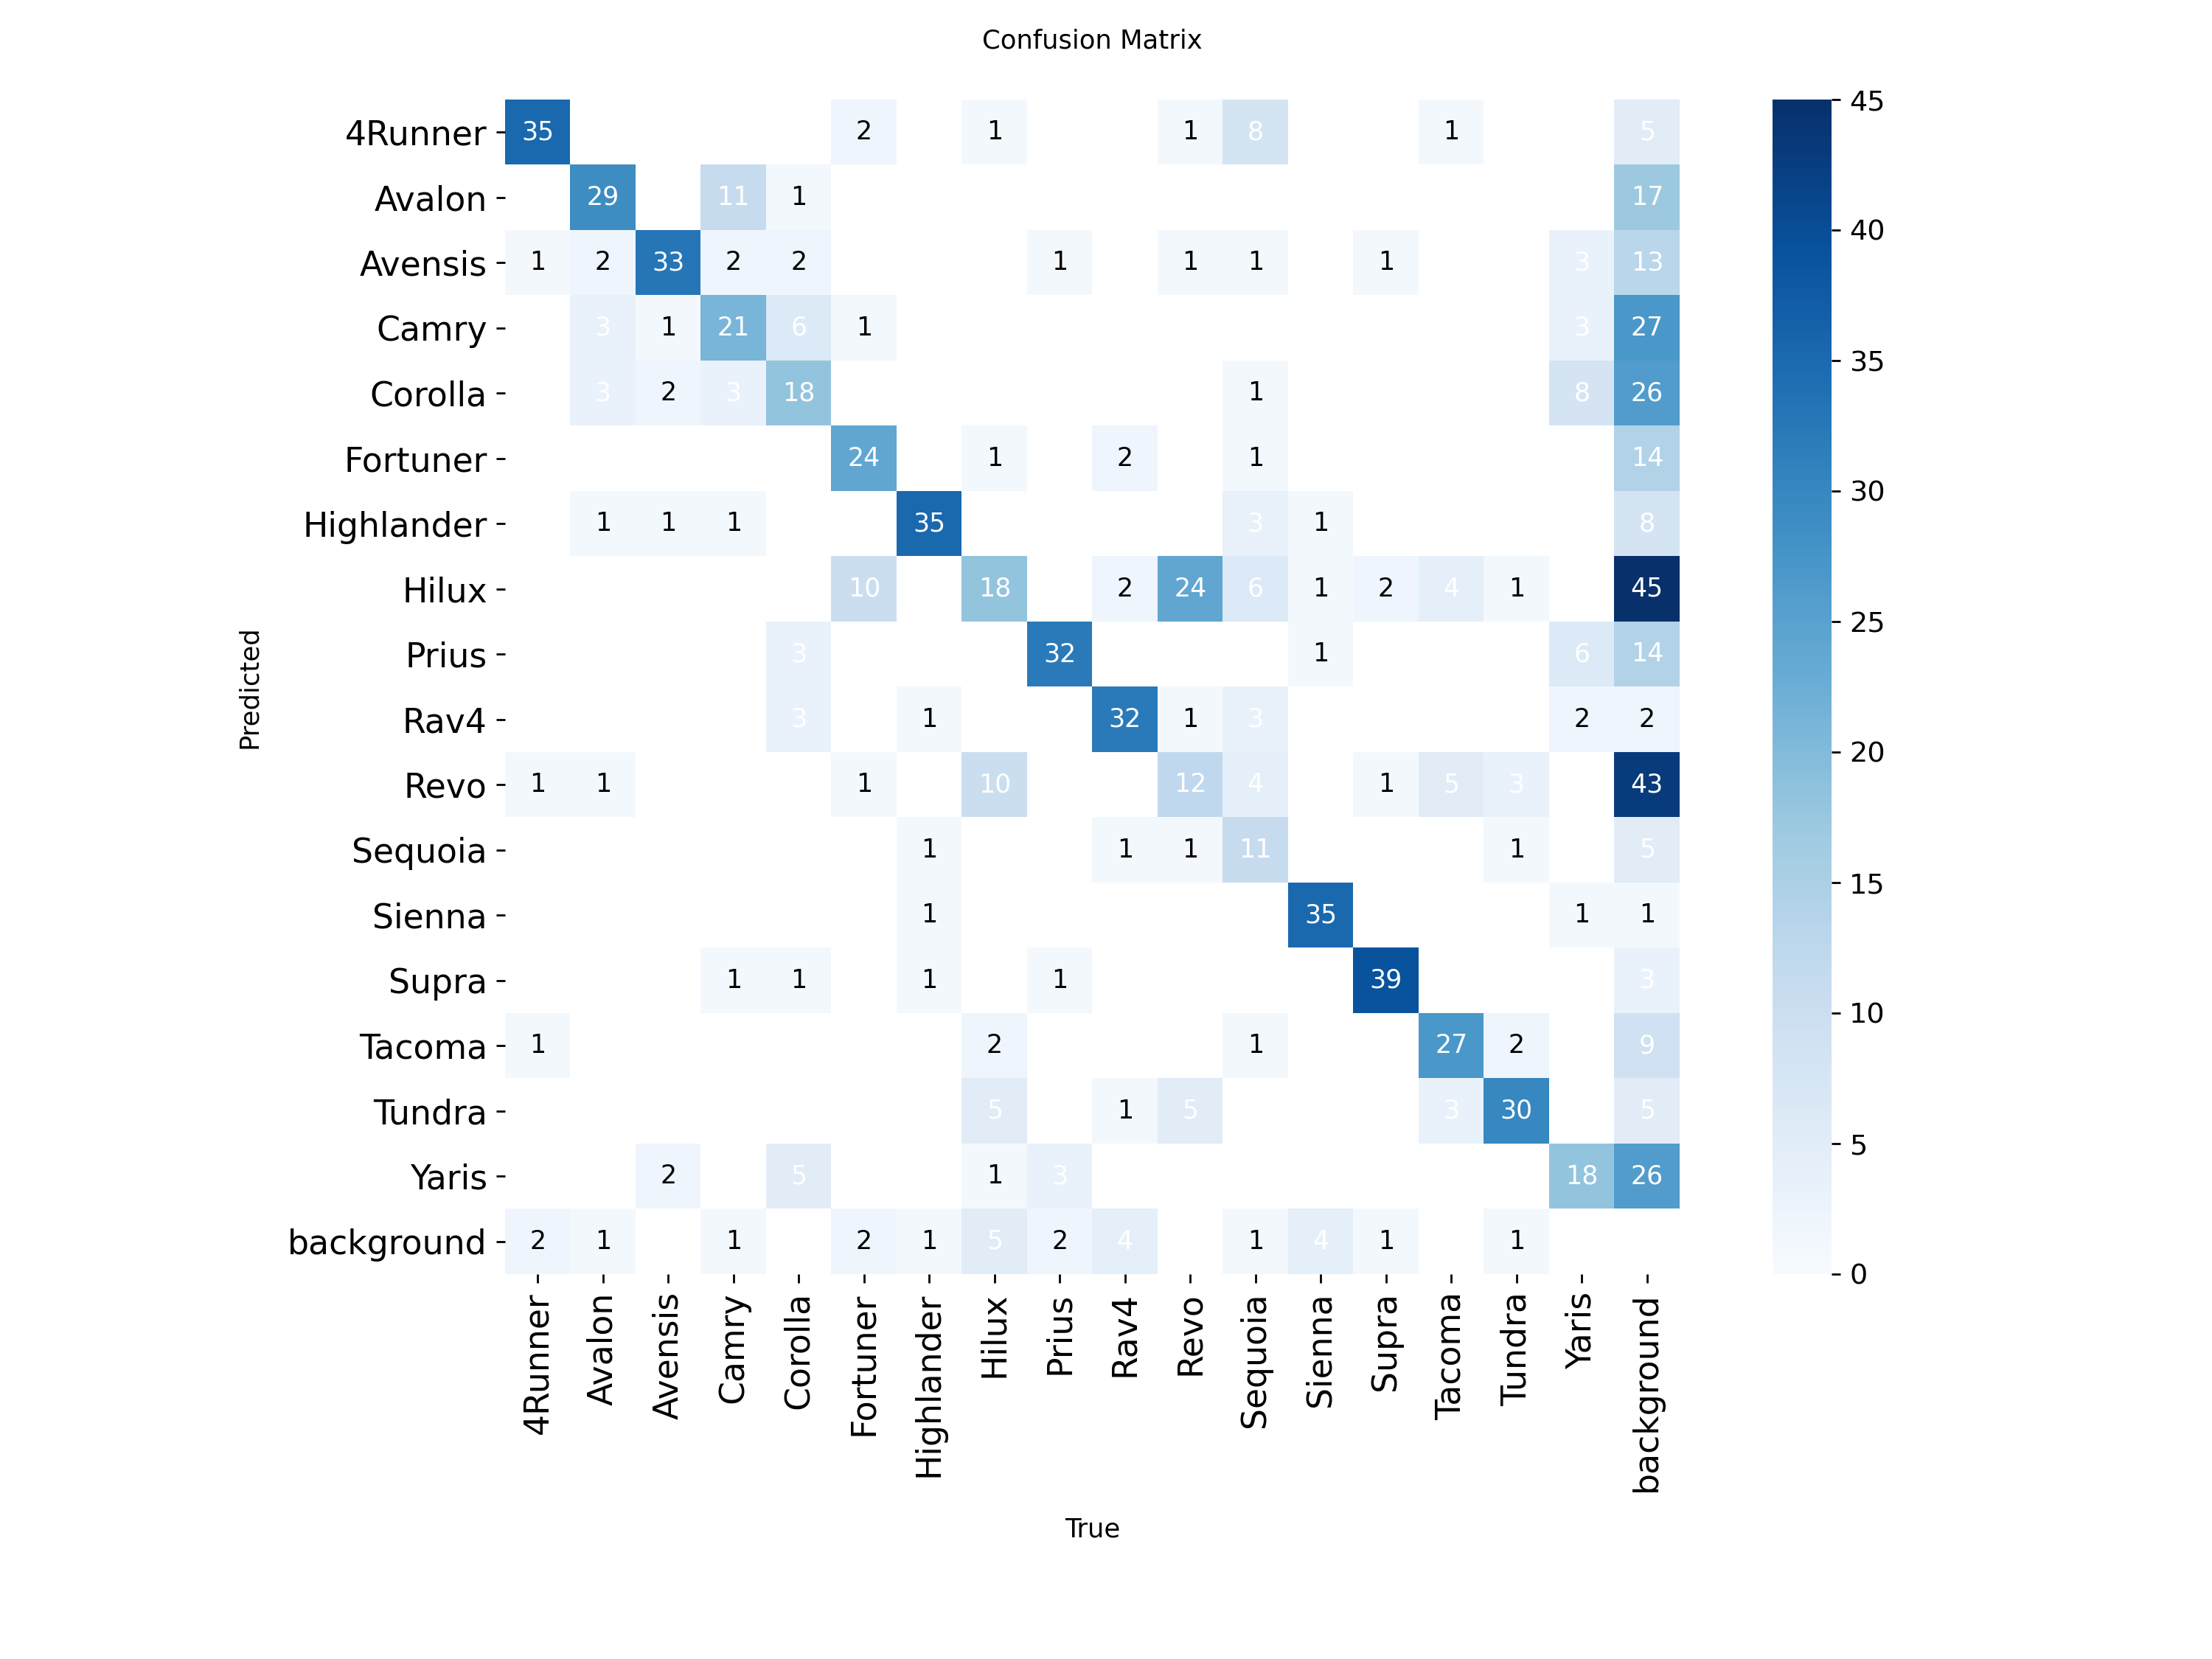 Confusion Matrix
4Runner 35 2 1 1 8 1 5
Avalon 29 11 1 17
Avensis 1 2 33 2 2 1 1 1 1 3 13
Camry 3 1 21 6 1 3 27
Corolla 3 2 3 18 1 8 26
Fortuner 24 1 2 1 14
Highlander 1 1 1 35 3 1 8
Hilux 10 18 2 24 6 1 2 4 1 45
Prius 3 32 1 6 14
Rav4 3 1 32 1 3 2 2
Revo 1 1 1 10 12 4 1 5 3 43
Sequoia 1 1 1 11 1 5
Sienna 1 35 1 1
Supra 1 1 1 1 39 3
Tacoma 1 2 1 27 2 9
Tundra 5 1 5 3 30 5
Yaris 2 5 1 3 18 26
background 2 1 1 2 1 5 2 4 1 4 1 1
Predicted
4Runner Avalon Avensis Camry Corolla Fortuner Highlander Hilux Prius Rav4 Revo Sequoia Sienna Supra Tacoma Tundra Yaris background
True
45
40
35
30
25
20
15
10
5
0